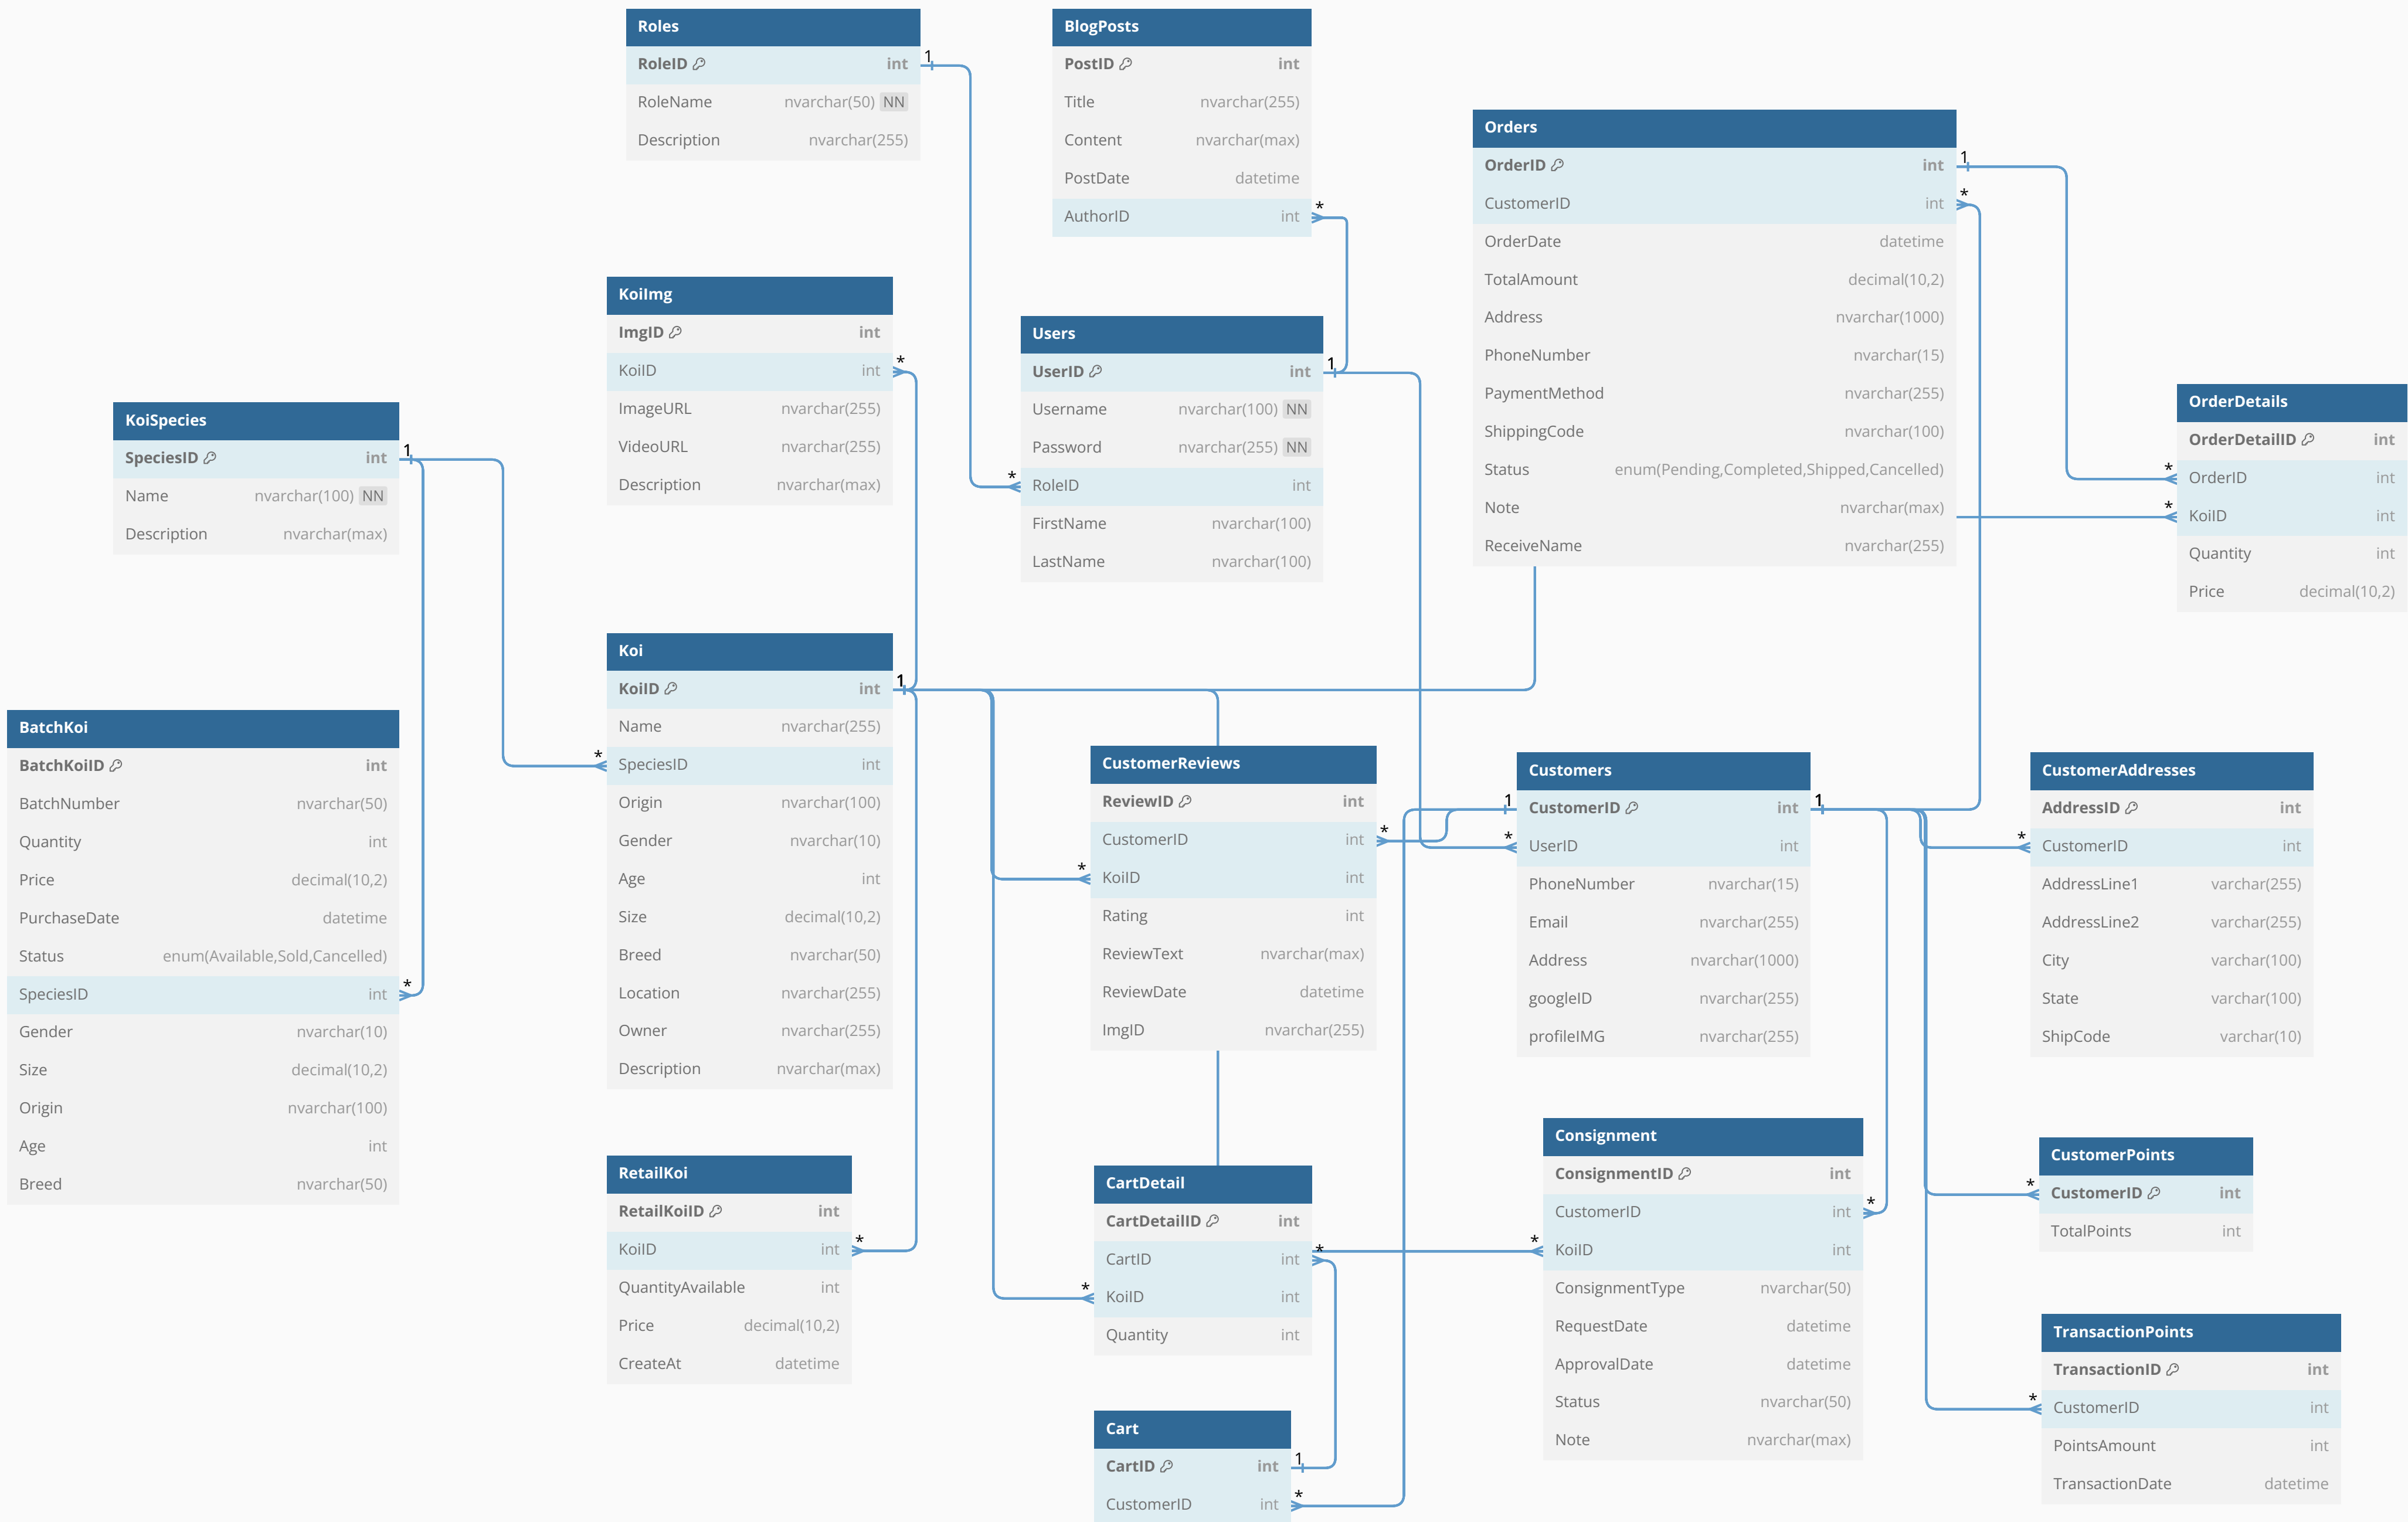 Roles
RoleID int
RoleName nvarchar(50) NN
Description nvarchar(255)
1
BlogPosts
PostID int
Title nvarchar(255)
Content nvarchar(max)
PostDate datetime
AuthorID int
*
Orders
OrderID int
CustomerID int
OrderDate datetime
TotalAmount decimal(10,2)
Address nvarchar(1000)
PhoneNumber nvarchar(15)
PaymentMethod nvarchar(255)
ShippingCode nvarchar(100)
Status enum(Pending,Completed,Shipped,Cancelled)
Note nvarchar(max)
ReceiveName nvarchar(255)
1
*
KoiImg
ImgID int
KoiID int
ImageURL nvarchar(255)
VideoURL nvarchar(255)
Description nvarchar(max)
*
Users
UserID int
Username nvarchar(100) NN
Password nvarchar(255) NN
RoleID int
FirstName nvarchar(100)
LastName nvarchar(100)
1
*
OrderDetails
OrderDetailID int
OrderID int
KoiID int
Quantity int
Price decimal(10,2)
*
*
KoiSpecies
SpeciesID int
Name nvarchar(100) NN
Description nvarchar(max)
1
Koi
KoiID int
Name nvarchar(255)
SpeciesID int
Origin nvarchar(100)
Gender nvarchar(10)
Age int
Size decimal(10,2)
Breed nvarchar(50)
Location nvarchar(255)
Owner nvarchar(255)
Description nvarchar(max)
1
*
BatchKoi
BatchKoiID int
BatchNumber nvarchar(50)
Quantity int
Price decimal(10,2)
PurchaseDate datetime
Status enum(Available,Sold,Cancelled)
SpeciesID int
Gender nvarchar(10)
Size decimal(10,2)
Origin nvarchar(100)
Age int
Breed nvarchar(50)
*
CustomerReviews
ReviewID int
CustomerID int
KoiID int
Rating int
ReviewText nvarchar(max)
ReviewDate datetime
ImgID nvarchar(255)
*
*
Customers
CustomerID int
UserID int
PhoneNumber nvarchar(15)
Email nvarchar(255)
Address nvarchar(1000)
googleID nvarchar(255)
profileIMG nvarchar(255)
1
1
*
CustomerAddresses
AddressID int
CustomerID int
AddressLine1 varchar(255)
AddressLine2 varchar(255)
City varchar(100)
State varchar(100)
ShipCode varchar(10)
*
Consignment
ConsignmentID int
CustomerID int
KoiID int
ConsignmentType nvarchar(50)
RequestDate datetime
ApprovalDate datetime
Status nvarchar(50)
Note nvarchar(max)
*
*
CustomerPoints
CustomerID int
TotalPoints int
*
RetailKoi
RetailKoiID int
KoiID int
QuantityAvailable int
Price decimal(10,2)
CreateAt datetime
*
CartDetail
CartDetailID int
CartID int
KoiID int
Quantity int
*
*
TransactionPoints
TransactionID int
CustomerID int
PointsAmount int
TransactionDate datetime
*
Cart
CartID int
CustomerID int
1
*